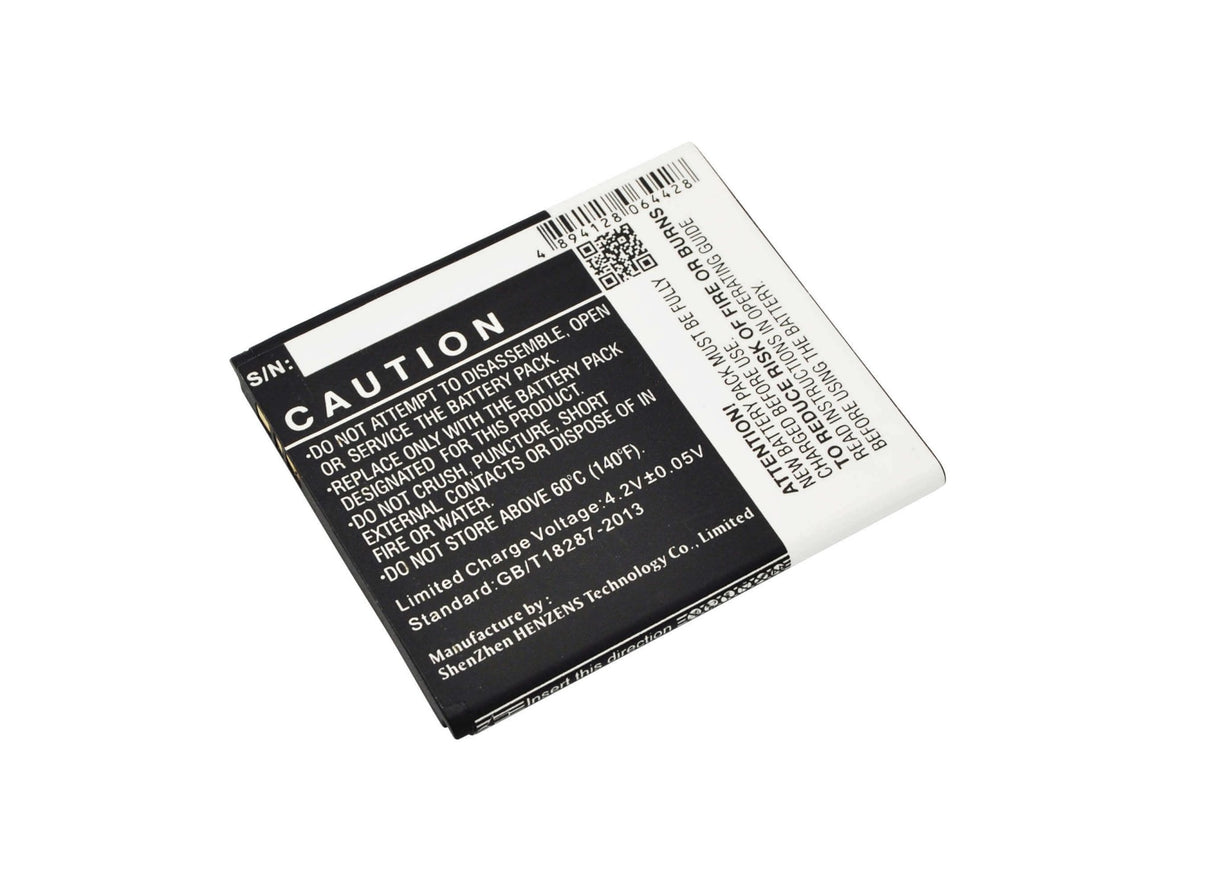 S/N:
4 894128 064428
CAUTION
·DO NOT ATTEMPT TO DISASSEMBLE, OPEN
OR SERVICE THE BATTERY PACK.
·REPLACE ONLY WITH THE BATTERY PACK
DESIGNATED FOR THIS PRODUCT.
·DO NOT CRUSH, PUNCTURE, SHORT
EXTERNAL CONTACTS OR DISPOSE OF IN
FIRE OR WATER.
·DO NOT STORE ABOVE 60°C (140°F).
Limited Charge Voltage:4.2V±0.05V
Standard:GB/T18287-2013
Manufacture by :
ShenZhen HENZENS Technology Co., Limited
Insert this direction
ATTENTION!
NEW BATTERY PACK MUST BE FULLY
CHARGED BEFORE USE.
TO REDUCE RISK OF FIRE OR BURNS
READ INSTRUCTIONS IN OPERATING GUIDE
BEFORE USING THE BATTERY.